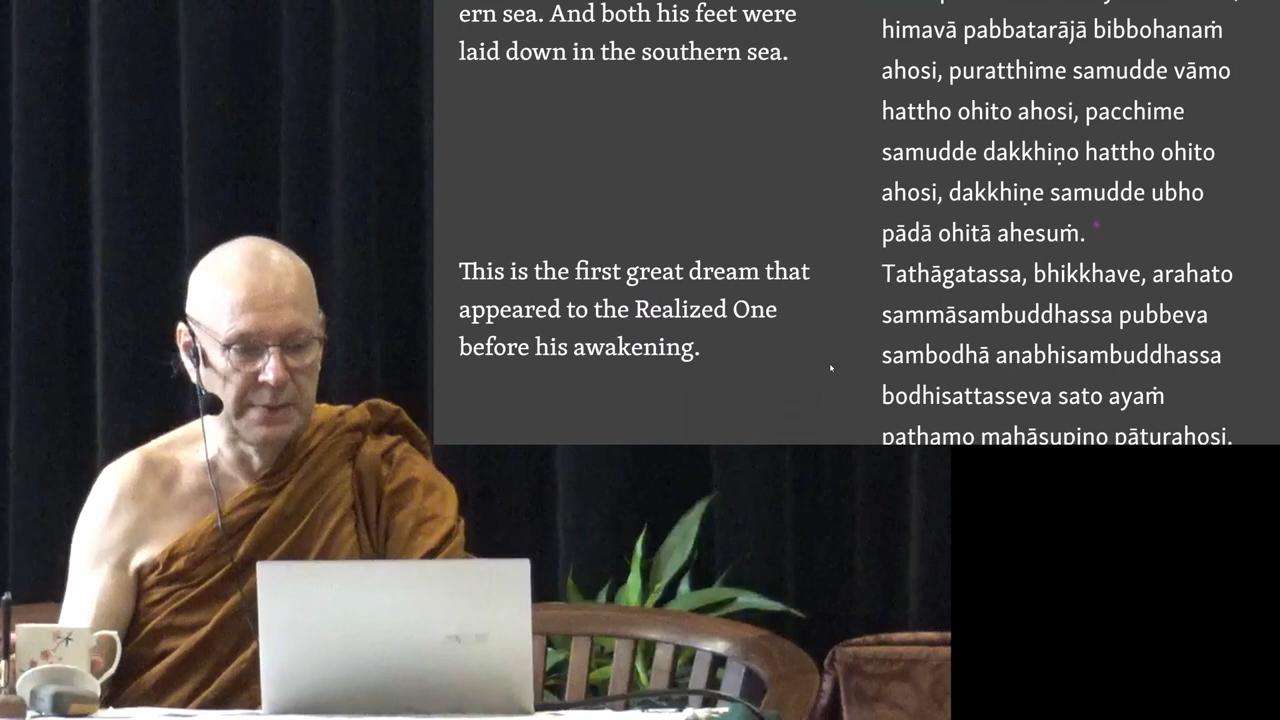 ern sea. And both his feet were
laid down in the southern sea.
This is the first great dream that
appeared to the Realized One
before his awakening.
himavā pabbatarājā bibbohanaṁ
ahosi, puratthime samudde vāmo
hattho ohito ahosi, pacchime
samudde dakkhiṇo hattho ohito
ahosi, dakkhiṇe samudde ubho
pādā ohitā ahesuṁ. *
Tathāgatassa, bhikkhave, arahato
sammāsambuddhassa pubbeva
sambodhā anabhisambuddhassa
bodhisattasseva sato ayaṁ
paṭhamo mahāsupino pāturahosi.